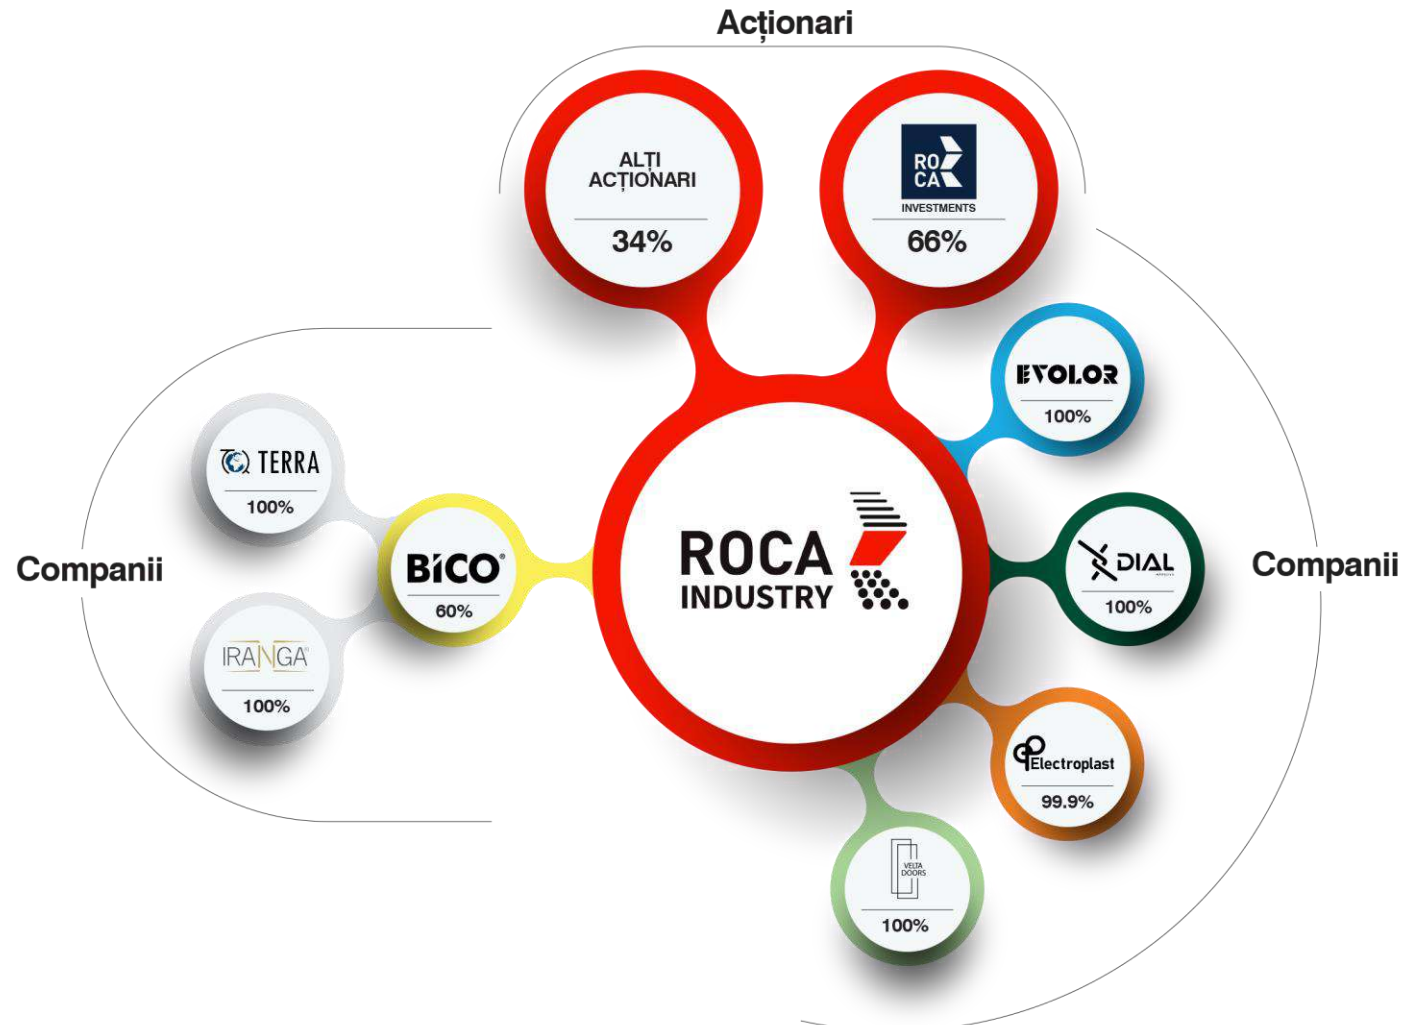 Acționari
ALȚI
ACȚIONARI
34%
RO
CA
INVESTMENTS
66%
EVOLOR
100%
TERRA
100%
BiCO®
60%
ROCA
INDUSTRY
DIAL
100%
Companii
Companii
IRANGA®
100%
Electroplast
99.9%
VELTA
DOORS
100%